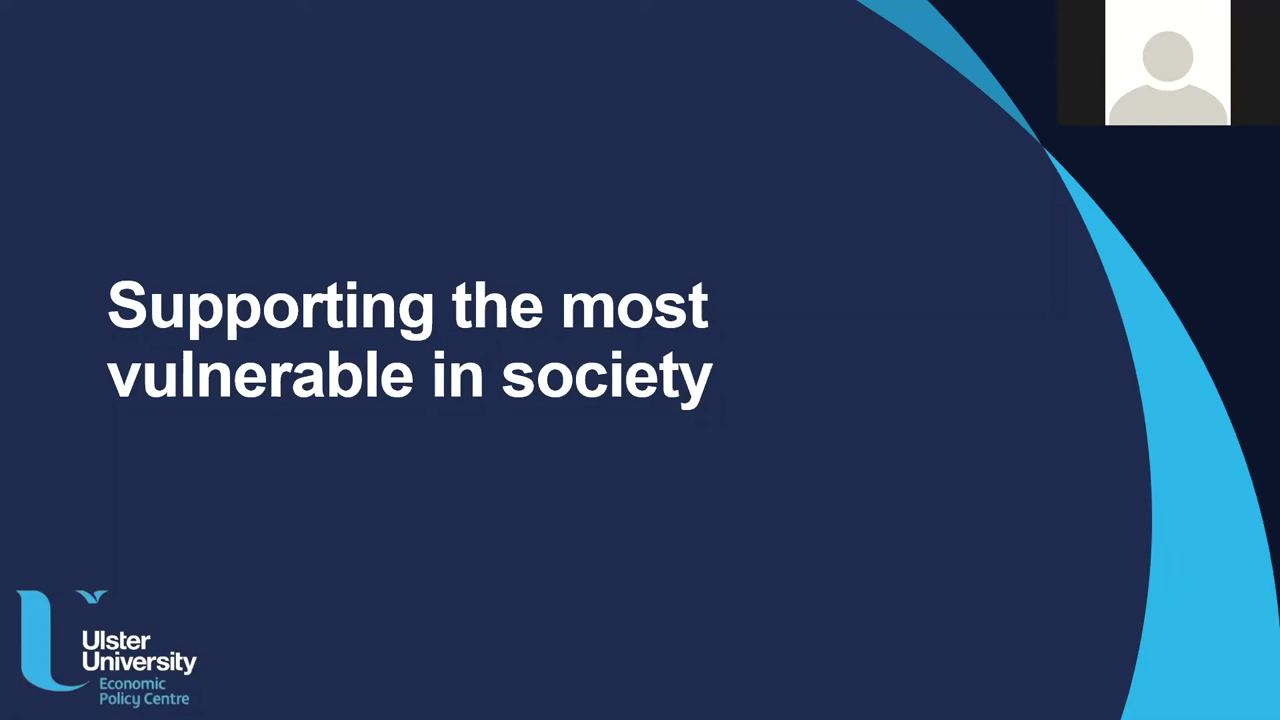 Supporting the most
vulnerable in society
Ulster
University
Economic
Policy Centre